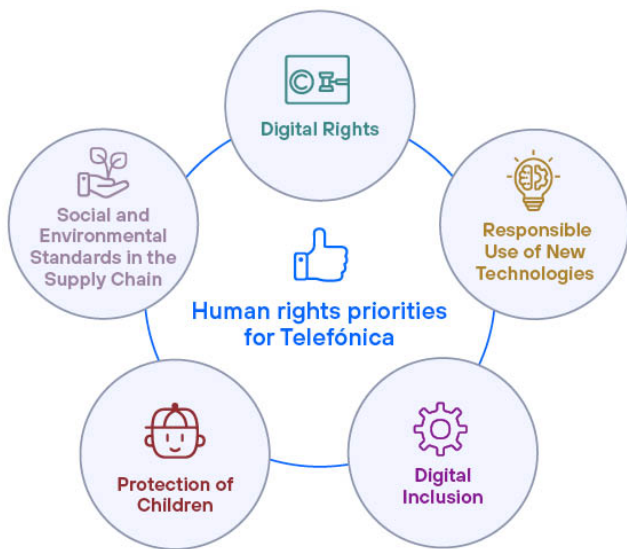 ©
Digital Rights
Responsible
Use of New
Technologies
Digital
Inclusion
Protection of
Children
Social and
Environmental
Standards in the
Supply Chain
Human rights priorities
for Telefónica